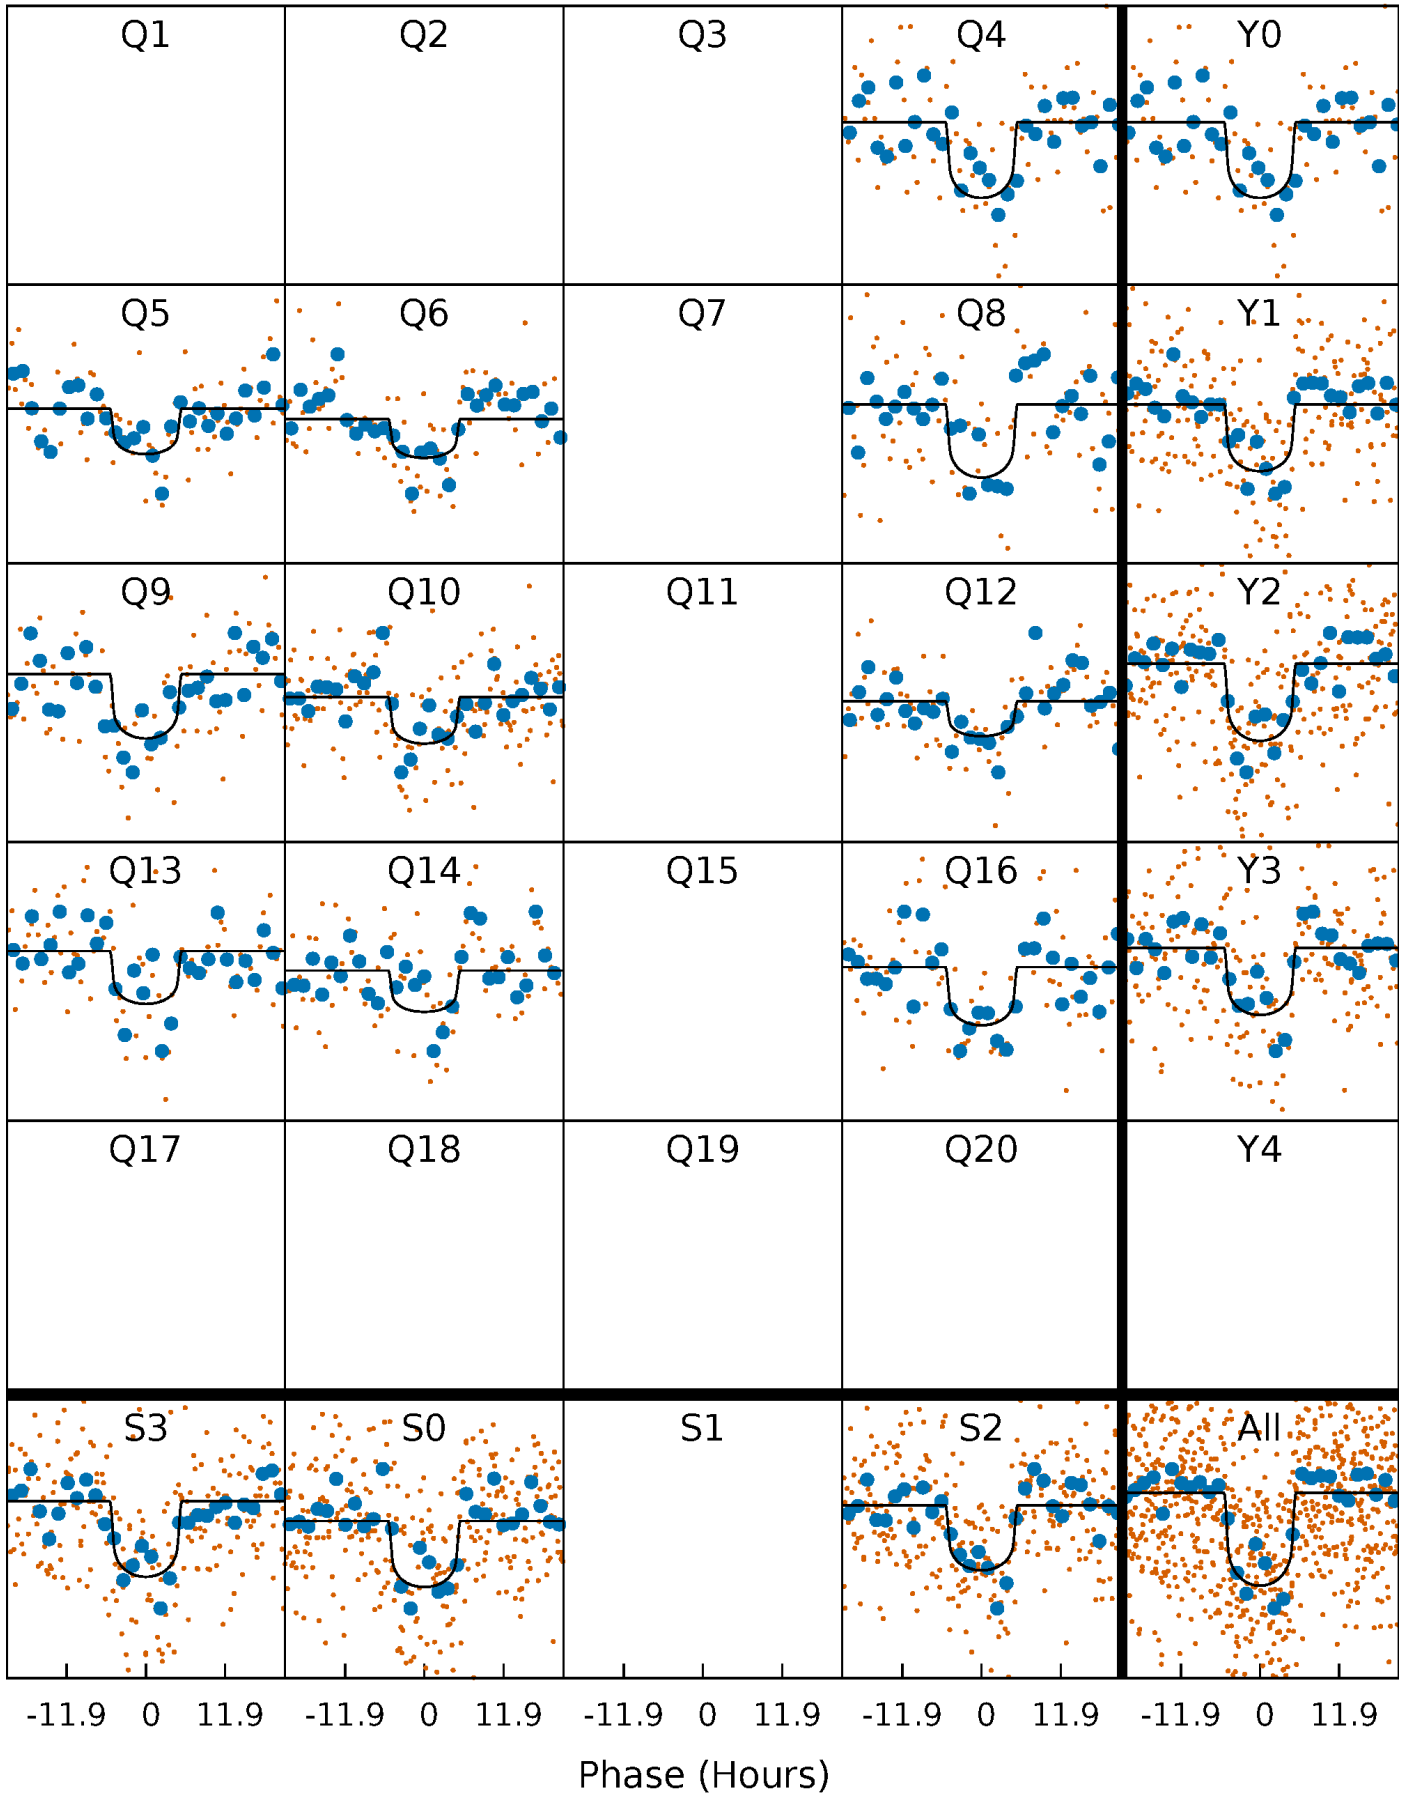 Q1 Q2 Q3 Q4 Y0
Q5 Q6 Q7 Q8 Y1
Q9 Q10 Q11 Q12 Y2
Q13 Q14 Q15 Q16 Y3
Q17 Q18 Q19 Q20 Y4
S3 S0 S1 S2 All
-11.9 0 11.9 -11.9 0 11.9 -11.9 0 11.9 -11.9 0 11.9 -11.9 0 11.9
Phase (Hours)